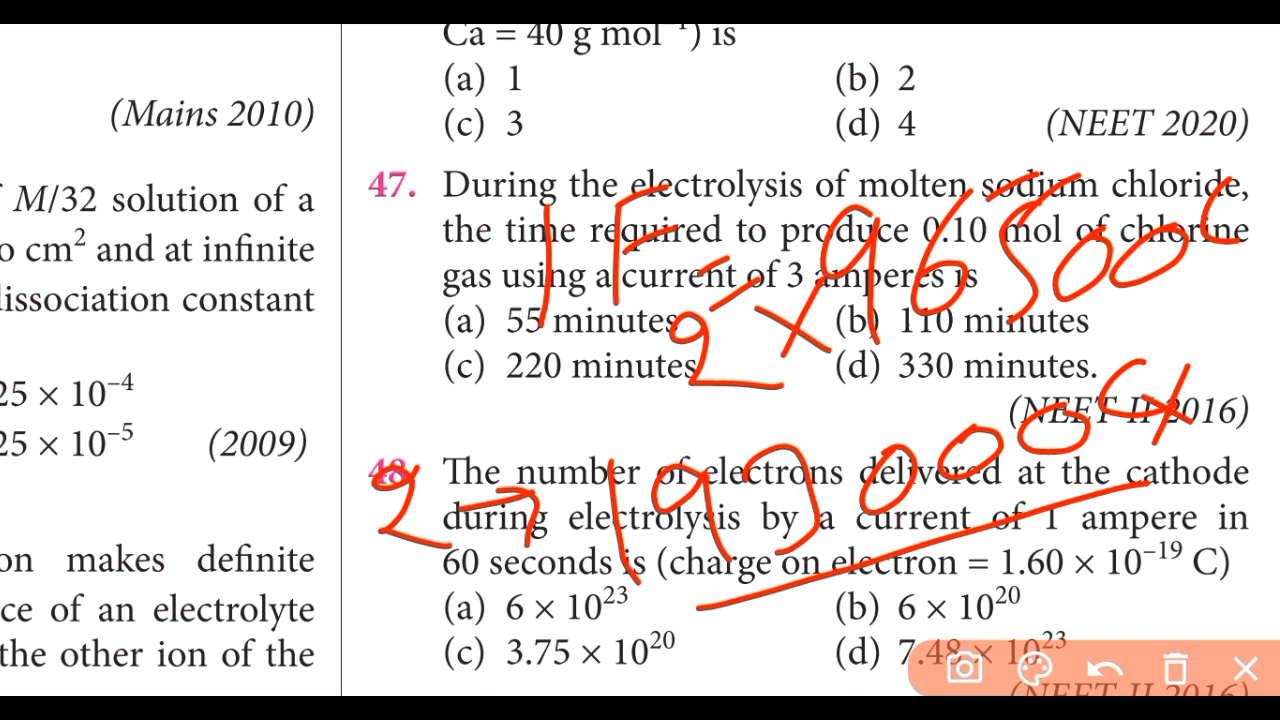 (Mains 2010)
M/32 solution of a
cm² and at infinite
dissociation constant
25 × 10⁻⁴
25 × 10⁻⁵ (2009)
on makes definite
ce of an electrolyte
the other ion of the
Ca = 40 g mol⁻¹) is
(a) 1 (b) 2
(c) 3 (d) 4 (NEET 2020)
47. During the electrolysis of molten sodium chloride,
the time required to produce 0.10 mol of chlorine
gas using a current of 3 amperes is
(a) 55 minutes (b) 110 minutes
(c) 220 minutes (d) 330 minutes.
(NEET II 2016)
48. The number of electrons delivered at the cathode
during electrolysis by a current of 1 ampere in
60 seconds is (charge on electron = 1.60 × 10⁻¹⁹ C)
(a) 6 × 10²³ (b) 6 × 10²⁰
(c) 3.75 × 10²⁰ (d) 7.48 × 10²³
(NEET II 2016)
1F = 96500C
2 ×
2 → 193000C ×